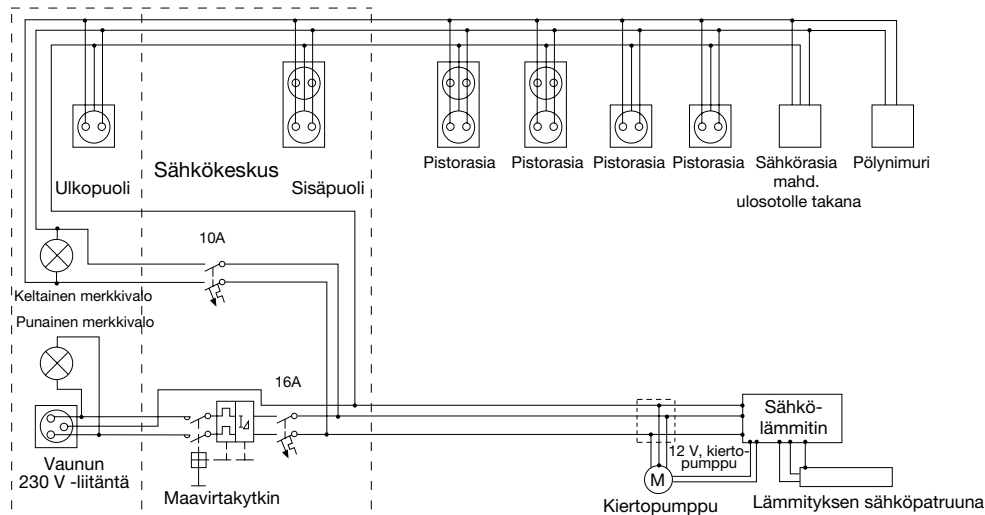 Ulkopuoli
Sähkökeskus
Sisäpuoli
Pistorasia
Pistorasia
Pistorasia
Pistorasia
Sähkörasia
mahd.
ulosotolle takana
Pölynimuri
10A
Keltainen merkkivalo
Punainen merkkivalo
16A
I⊿
Vaunun
230 V -liitäntä
Maavirtakytkin
Sähkö-
lämmitin
12 V, kierto-
pumppu
M
Kiertopumppu
Lämmityksen sähköpatruuna